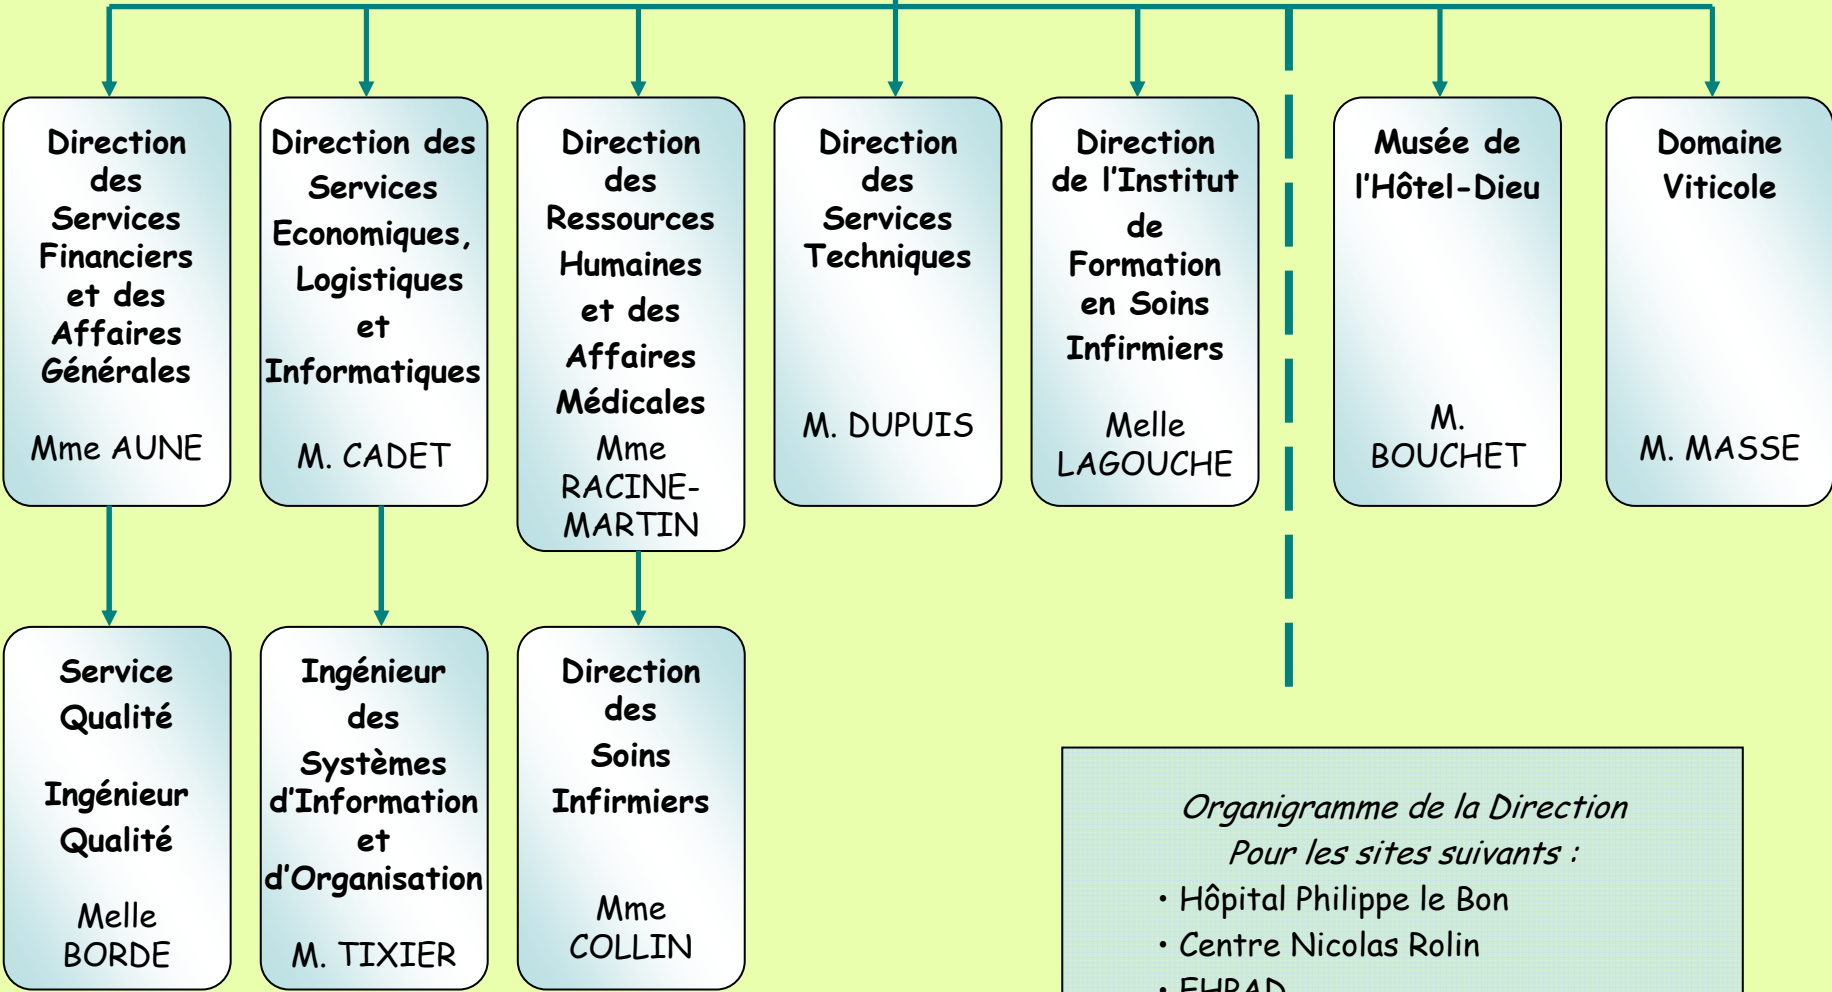 Direction
des
Services
Financiers
et des
Affaires
Générales
Mme AUNE
Direction des
Services
Economiques,
Logistiques
et
Informatiques
M. CADET
Direction
des
Ressources
Humaines
et des
Affaires
Médicales
Mme
RACINE-
MARTIN
Direction
des
Services
Techniques
M. DUPUIS
Direction
de l'Institut
de
Formation
en Soins
Infirmiers
Melle
LAGOUCHE
Musée de
l'Hôtel-Dieu
M.
BOUCHET
Domaine
Viticole
M. MASSE
Service
Qualité
Ingénieur
Qualité
Melle
BORDE
Ingénieur
des
Systèmes
d'Information
et
d'Organisation
M. TIXIER
Direction
des
Soins
Infirmiers
Mme
COLLIN
Organigramme de la Direction
Pour les sites suivants :
• Hôpital Philippe le Bon
• Centre Nicolas Rolin
• EHPAD